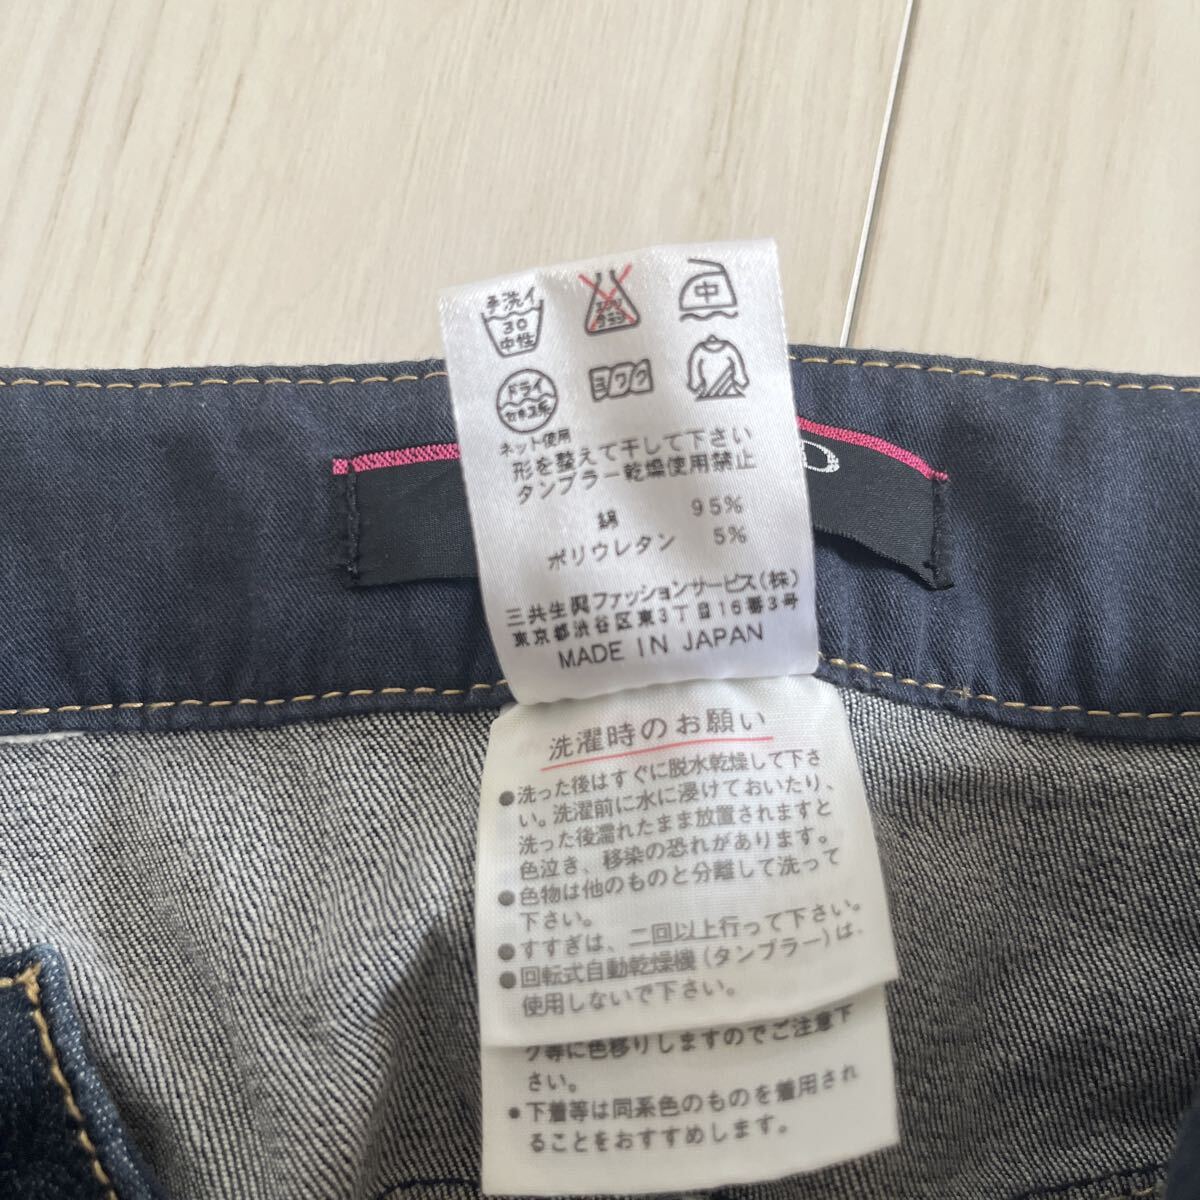 手洗イ
30
中性
エンソ
サラシ
中
ドライ
セキユ系
ヨワク
ネット使用
形を整えて干して下さい
タンブラー乾燥使用禁止
綿 95%
ポリウレタン 5%
三共生興ファッションサービス(株)
東京都渋谷区東3丁目16番3号
MADE IN JAPAN
洗濯時のお願い
●洗った後はすぐに脱水乾燥して下さ
い。洗濯前に水に浸けておいたり、
洗った後濡れたまま放置されますと
色泣き、移染の恐れがあります。
●色物は他のものと分離して洗って
下さい。
●すすぎは、二回以上行って下さい。
●回転式自動乾燥機(タンブラー)は、
使用しないで下さい。
グ等に色移りしますのでご注意下
さい。
●下着等は同系色のものを着用され
ることをおすすめします。